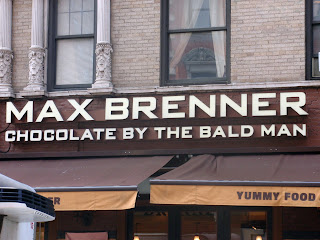 MAX BRENNER
CHOCOLATE BY THE BALD MAN
YUMMY FOOD